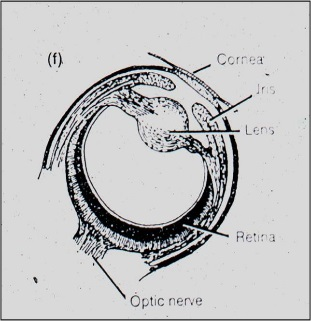 (f)
Cornea
Iris
Lens
Retina
Optic nerve